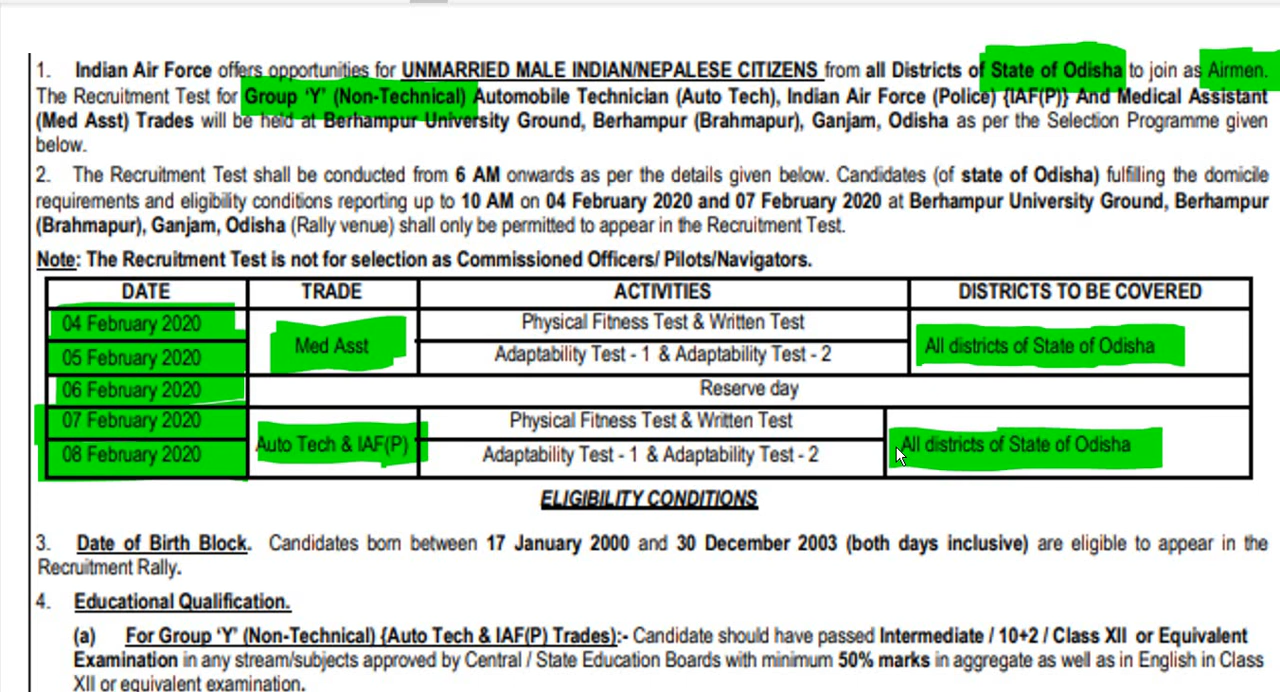 1. Indian Air Force offers opportunities for UNMARRIED MALE INDIAN/NEPALESE CITIZENS from all Districts of State of Odisha to join as Airmen.
The Recruitment Test for Group ‘Y’ (Non-Technical) Automobile Technician (Auto Tech), Indian Air Force (Police) {IAF(P)} And Medical Assistant
(Med Asst) Trades will be held at Berhampur University Ground, Berhampur (Brahmapur), Ganjam, Odisha as per the Selection Programme given
below.
2. The Recruitment Test shall be conducted from 6 AM onwards as per the details given below. Candidates (of state of Odisha) fulfilling the domicile
requirements and eligibility conditions reporting up to 10 AM on 04 February 2020 and 07 February 2020 at Berhampur University Ground, Berhampur
(Brahmapur), Ganjam, Odisha (Rally venue) shall only be permitted to appear in the Recruitment Test.
Note: The Recruitment Test is not for selection as Commissioned Officers/ Pilots/Navigators.
DATE TRADE ACTIVITIES DISTRICTS TO BE COVERED
04 February 2020 Med Asst Physical Fitness Test & Written Test All districts of State of Odisha
05 February 2020 Adaptability Test - 1 & Adaptability Test - 2
06 February 2020 Reserve day
07 February 2020 Auto Tech & IAF(P) Physical Fitness Test & Written Test All districts of State of Odisha
08 February 2020 Adaptability Test - 1 & Adaptability Test - 2
ELIGIBILITY CONDITIONS
3. Date of Birth Block. Candidates born between 17 January 2000 and 30 December 2003 (both days inclusive) are eligible to appear in the
Recruitment Rally.
4. Educational Qualification.
(a) For Group ‘Y’ (Non-Technical) {Auto Tech & IAF(P) Trades):- Candidate should have passed Intermediate / 10+2 / Class XII or Equivalent
Examination in any stream/subjects approved by Central / State Education Boards with minimum 50% marks in aggregate as well as in English in Class
XII or equivalent examination.